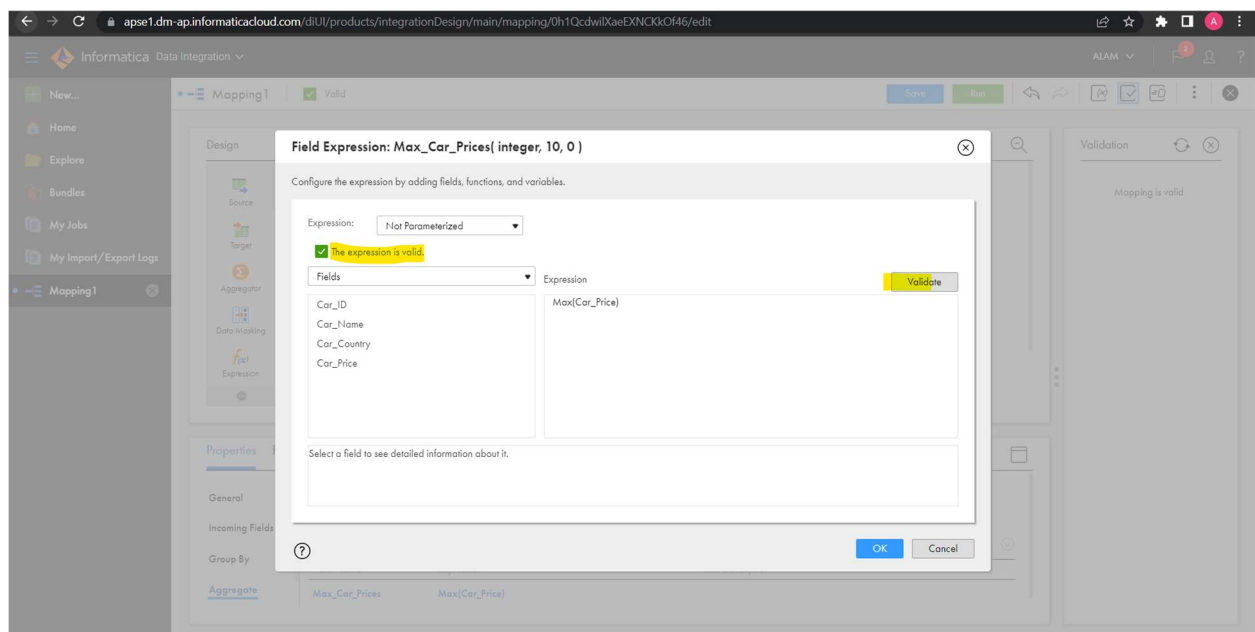 apse1.dm-ap.informaticacloud.com/diUI/products/integrationDesign/main/mapping/0h1QcdwilXaeEXNCKkOf46/edit
A
Informatica Data Integration
ALAM
?
New...
Mapping1
Valid
Save
Run
Home
Explore
Bundles
My Jobs
My Import/Export Logs
Mapping1
Design
Source
Target
Aggregator
Data Masking
Expression
Validation
Mapping is valid
Field Expression: Max_Car_Prices( integer, 10, 0 )
Configure the expression by adding fields, functions, and variables.
Expression:
Not Parameterized
The expression is valid.
Fields
Expression
Validate
Car_ID
Car_Name
Car_Country
Car_Price
Max(Car_Price)
Select a field to see detailed information about it.
?
OK
Cancel
Properties
General
Incoming Fields
Group By
Aggregate
Max_Car_Prices
Max(Car_Price)